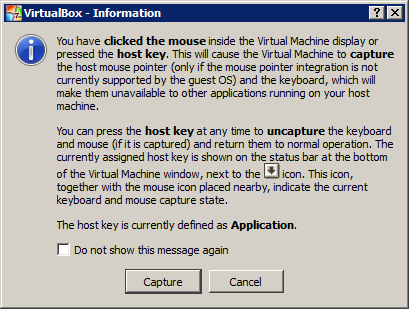 VirtualBox - Information
You have clicked the mouse inside the Virtual Machine display or
pressed the host key. This will cause the Virtual Machine to capture
the host mouse pointer (only if the mouse pointer integration is not
currently supported by the guest OS) and the keyboard, which will
make them unavailable to other applications running on your host
machine.
You can press the host key at any time to uncapture the keyboard
and mouse (if it is captured) and return them to normal operation. The
currently assigned host key is shown on the status bar at the bottom
of the Virtual Machine window, next to the icon. This icon,
together with the mouse icon placed nearby, indicate the current
keyboard and mouse capture state.
The host key is currently defined as Application.
Do not show this message again
Capture Cancel